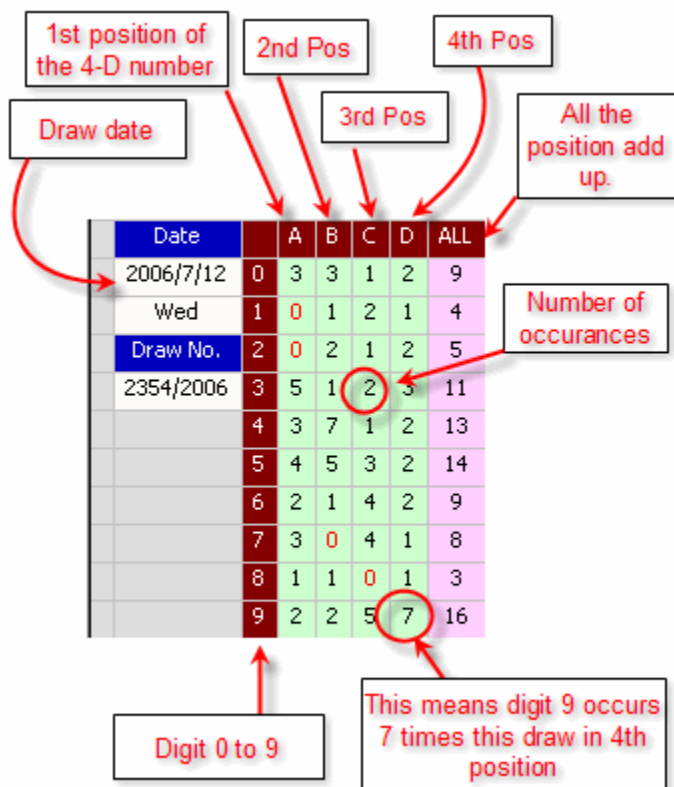 1st position of
the 4-D number
2nd Pos
4th Pos
3rd Pos
Draw date
All the
position add
up.
Date A B C D ALL
2006/7/12 0 3 3 1 2 9
Wed 1 0 1 2 1 4
Draw No. 2 0 2 1 2 5
2354/2006 3 5 1 2 3 11
4 3 7 1 2 13
5 4 5 3 2 14
6 2 1 4 2 9
7 3 0 4 1 8
8 1 1 0 1 3
9 2 2 5 7 16
Number of
occurances
Digit 0 to 9
This means digit 9 occurs
7 times this draw in 4th
position